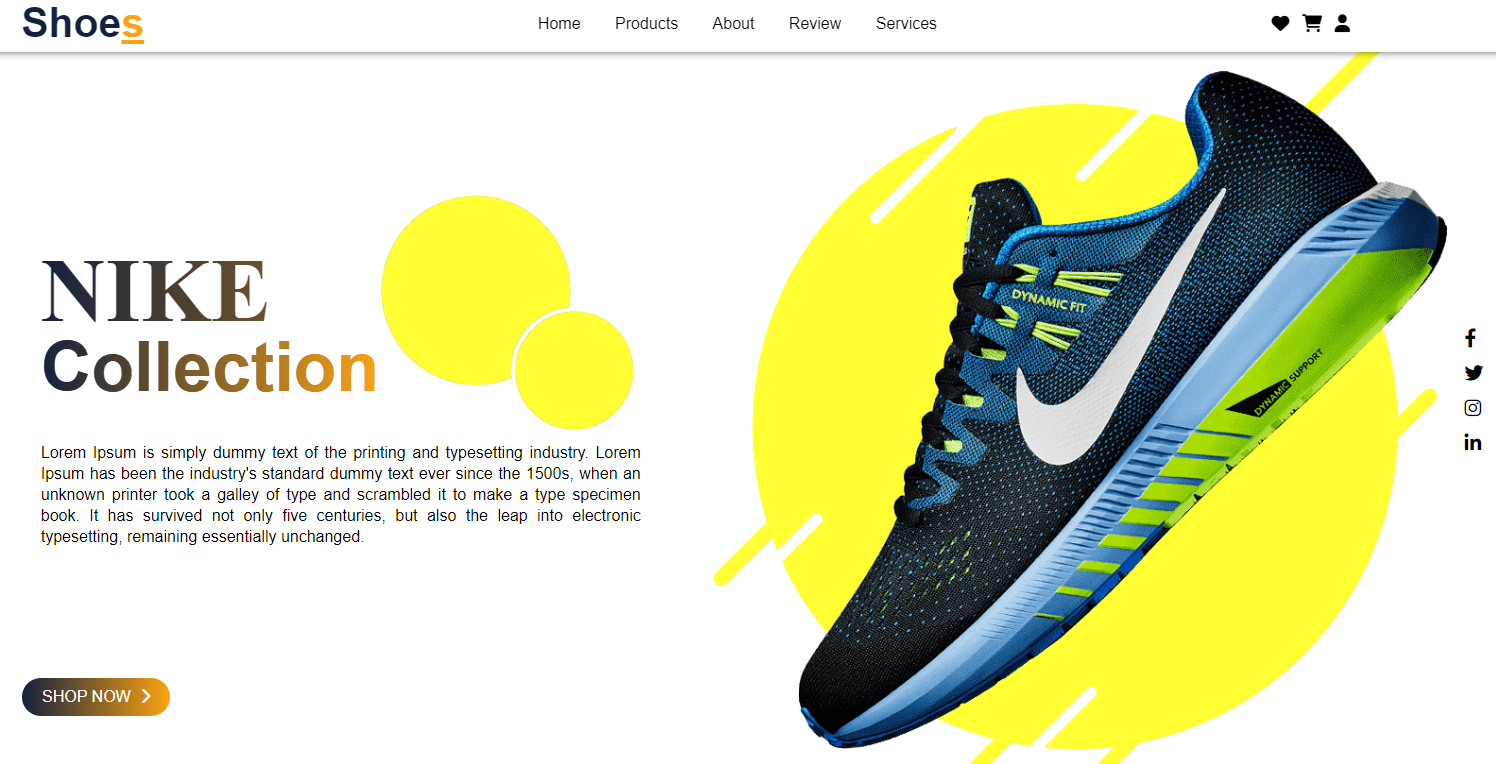 Shoes
Home Products About Review Services
NIKE
Collection
Lorem Ipsum is simply dummy text of the printing and typesetting industry. Lorem
Ipsum has been the industry's standard dummy text ever since the 1500s, when an
unknown printer took a galley of type and scrambled it to make a type specimen
book. It has survived not only five centuries, but also the leap into electronic
typesetting, remaining essentially unchanged.
SHOP NOW
DYNAMIC FIT
DYNAMIC SUPPORT